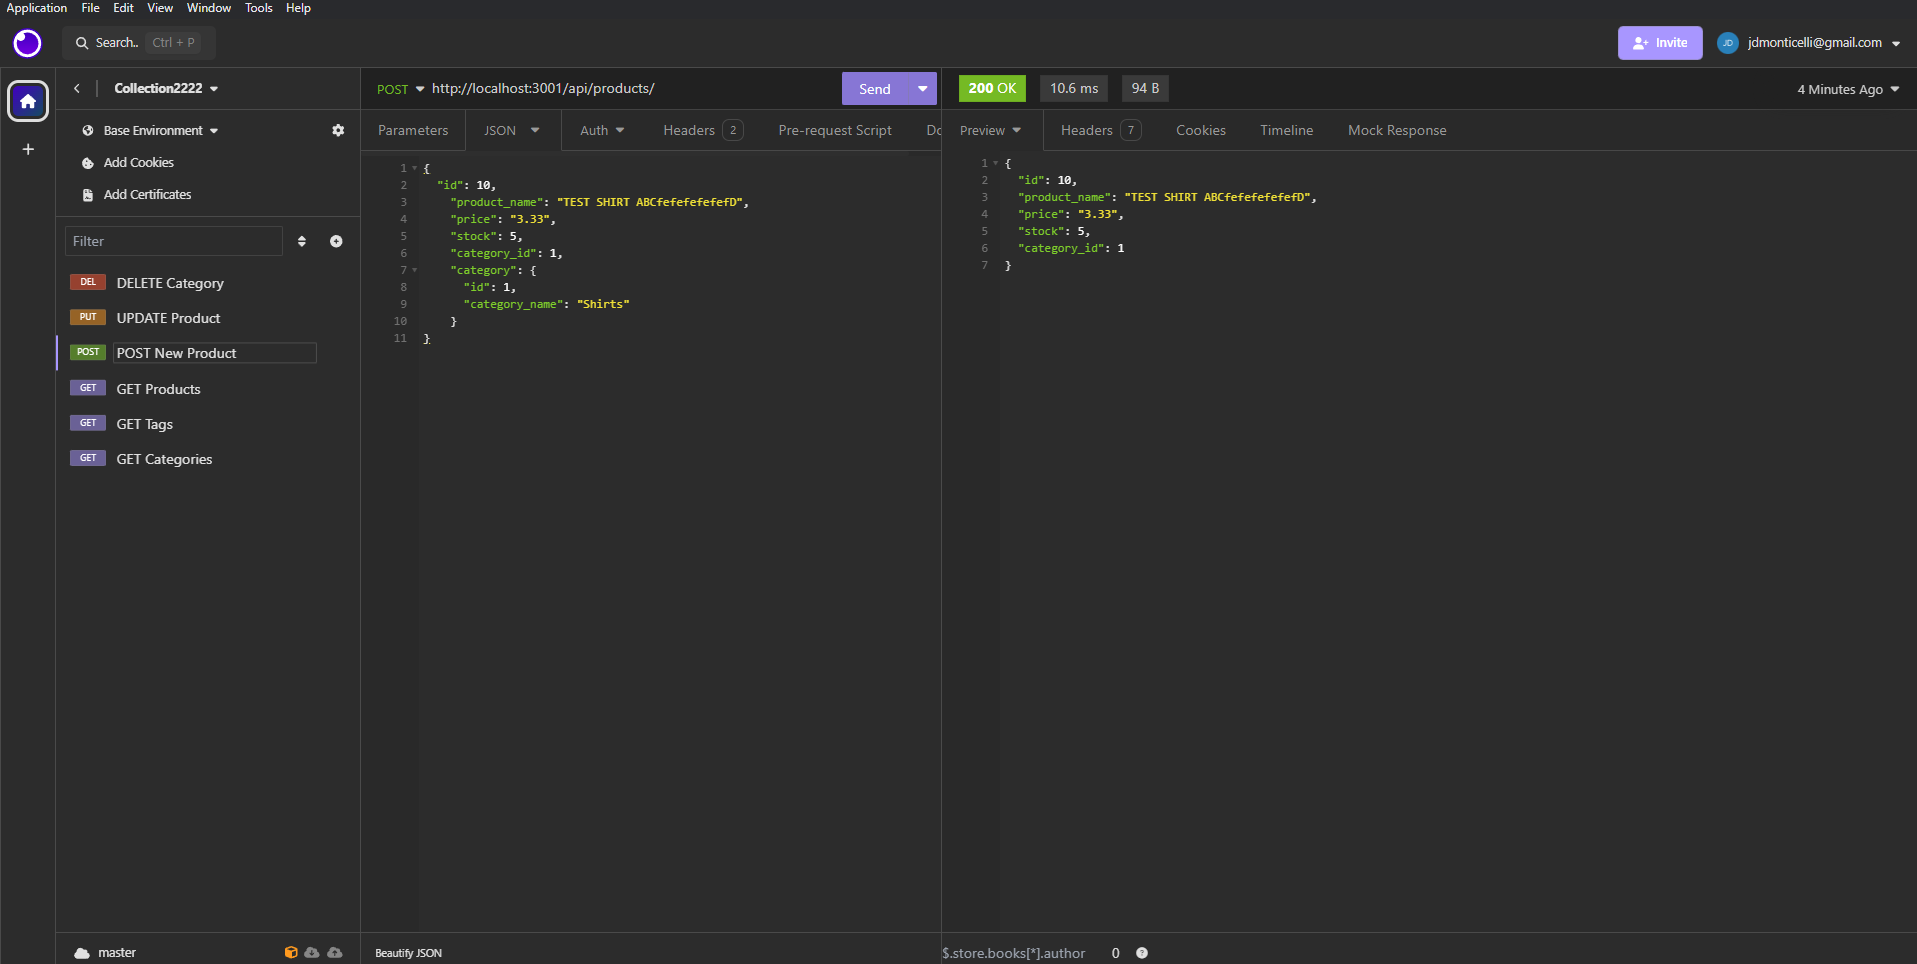 Application File Edit View Window Tools Help
Search.. Ctrl + P
Invite
JD jdmonticelli@gmail.com
Collection2222
Base Environment
Add Cookies
Add Certificates
Filter
DEL DELETE Category
PUT UPDATE Product
POST POST New Product
GET GET Products
GET GET Tags
GET GET Categories
master
POST http://localhost:3001/api/products/ Send
Parameters JSON Auth Headers 2 Pre-request Script Do
1 {
2 "id": 10,
3 "product_name": "TEST SHIRT ABCfefefefefefD",
4 "price": "3.33",
5 "stock": 5,
6 "category_id": 1,
7 "category": {
8 "id": 1,
9 "category_name": "Shirts"
10 }
11 }
Beautify JSON
200 OK 10.6 ms 94 B 4 Minutes Ago
Preview Headers 7 Cookies Timeline Mock Response
1 {
2 "id": 10,
3 "product_name": "TEST SHIRT ABCfefefefefefD",
4 "price": "3.33",
5 "stock": 5,
6 "category_id": 1
7 }
$.store.books[*].author 0 ?